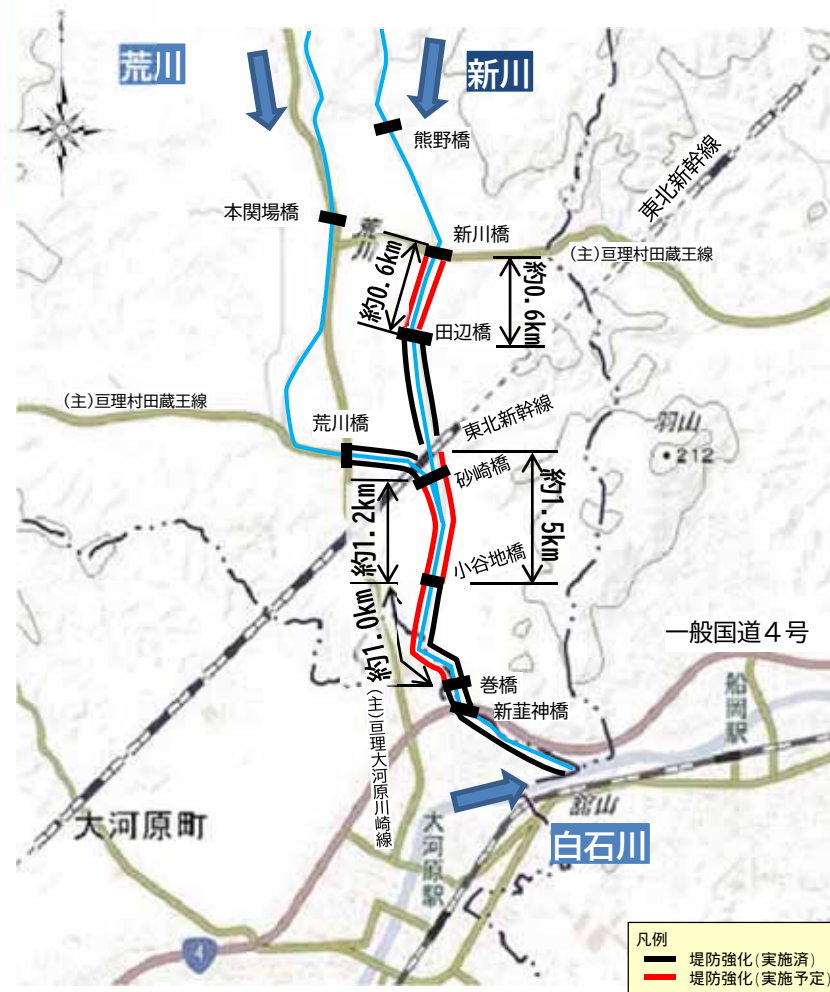 荒川
新川
熊野橋
東北新幹線
本関場橋
荒川
新川橋
(主)亘理村田蔵王線
約0.6km
約0.6km
田辺橋
(主)亘理村田蔵王線
荒川橋
東北新幹線
羽山
・212
砂崎橋
約1.2km
約1.5km
小谷地橋
約1.0km
一般国道4号
(主)亘理大河原川崎線
巻橋
新韮神橋
船岡駅
大河原町
大河原駅
白石川
4
凡例
堤防強化(実施済)
堤防強化(実施予定)